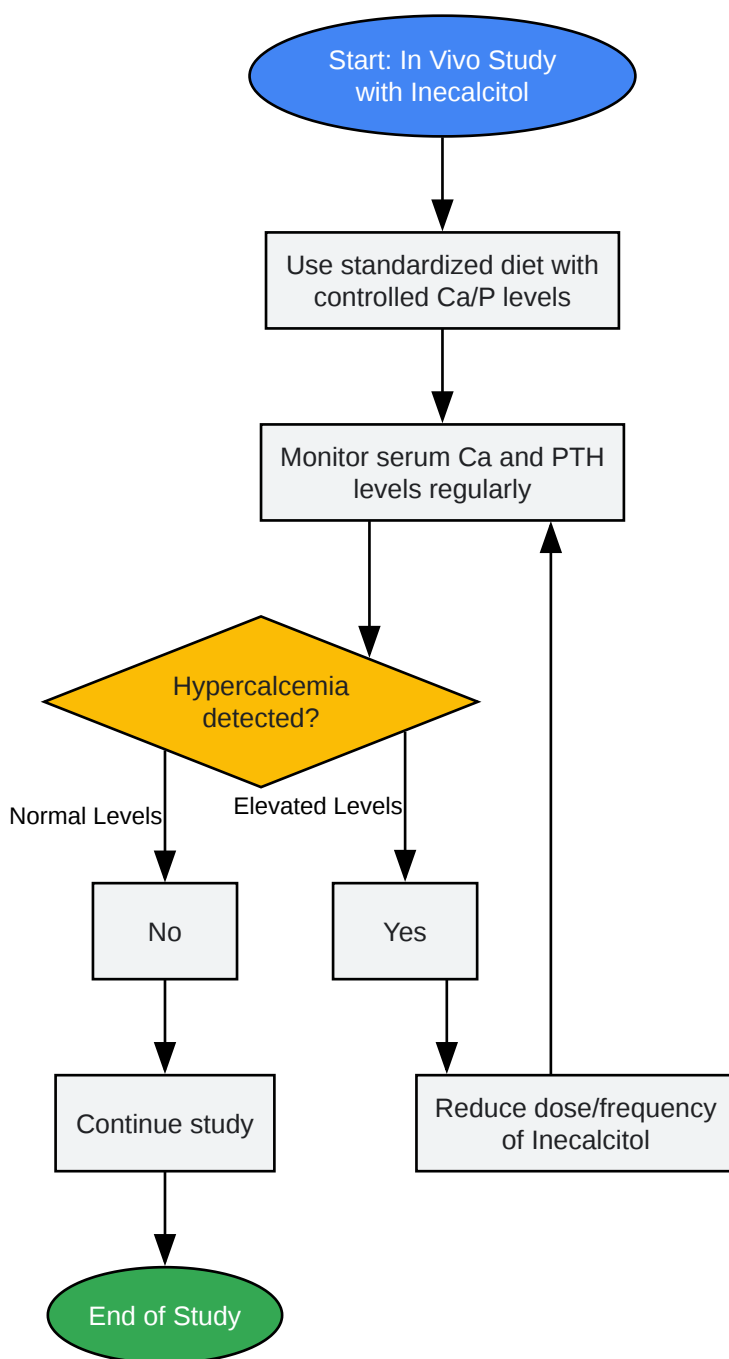 Start: In Vivo Study
with Inecalcitol
Use standardized diet with
controlled Ca/P levels
Monitor serum Ca and PTH
levels regularly
Hypercalcemia
detected?
Normal Levels
Elevated Levels
No
Yes
Continue study
Reduce dose/frequency
of Inecalcitol
End of Study